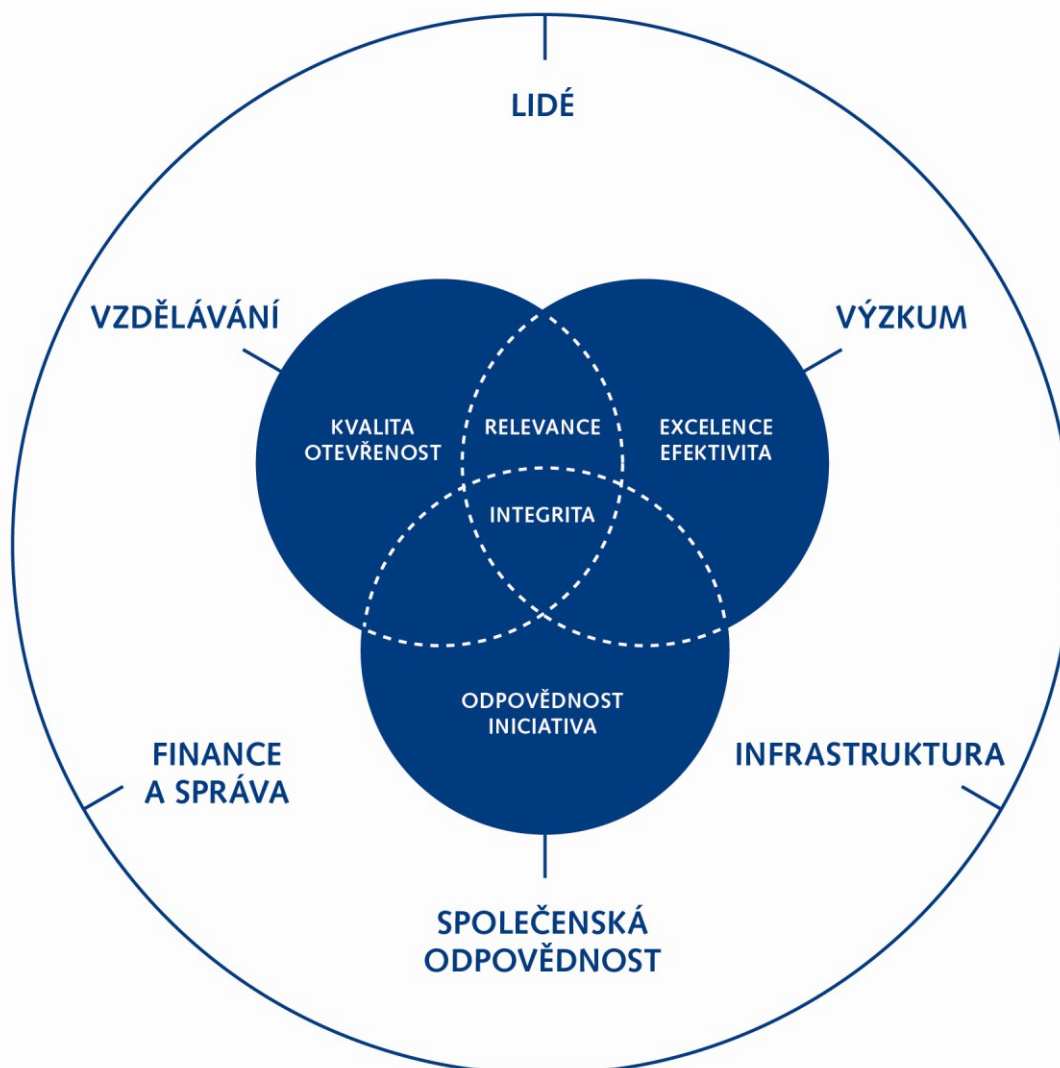 LIDÉ
VZDĚLÁVÁNÍ
VÝZKUM
KVALITA
OTEVŘENOST
RELEVANCE
EXCELENCE
EFEKTIVITA
INTEGRITA
ODPOVĚDNOST
INICIATIVA
FINANCE
A SPRÁVA
INFRASTRUKTURA
SPOLEČENSKÁ
ODPOVĚDNOST